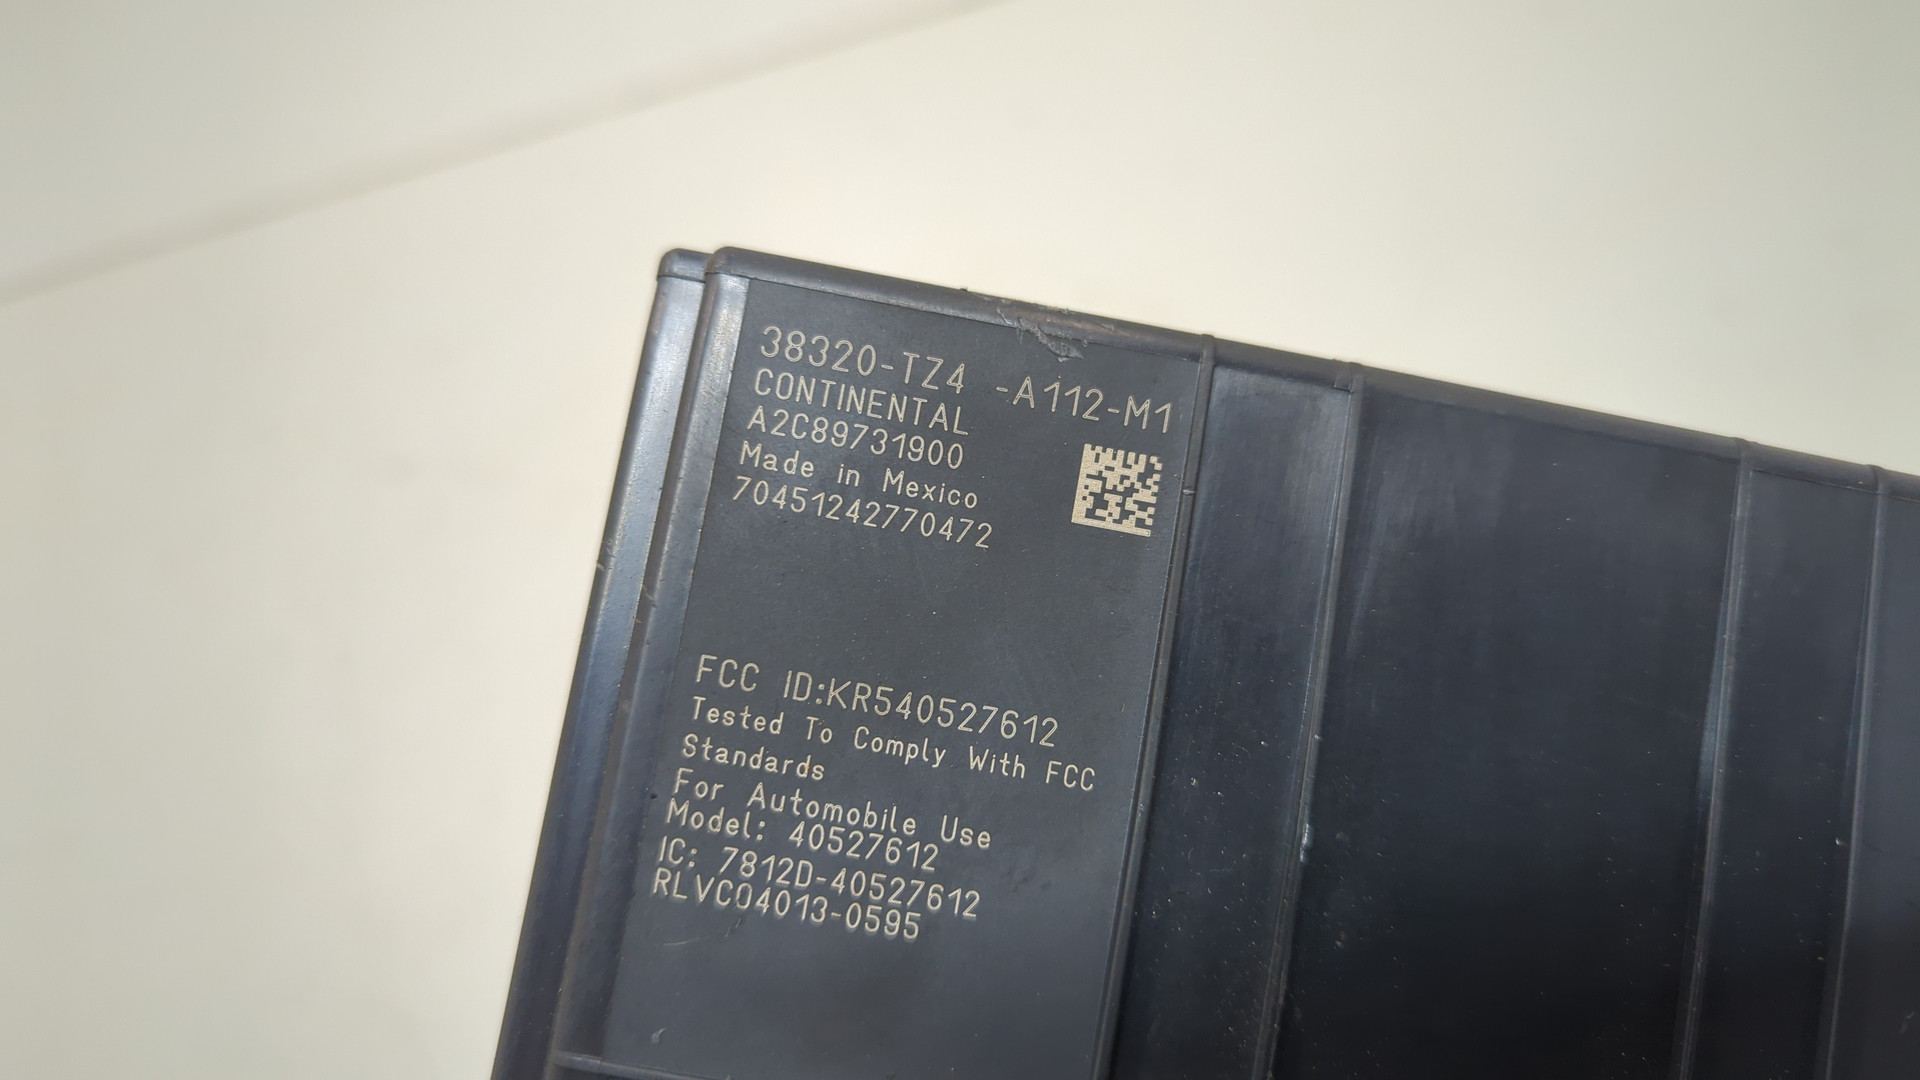 38320-TZ4 -A112-M1
CONTINENTAL
A2C89731900
Made in Mexico
70451242770472
FCC ID:KR540527612
Tested To Comply With FCC
Standards
For Automobile Use
Model: 40527612
IC: 7812D-40527612
RLVC04013-0595